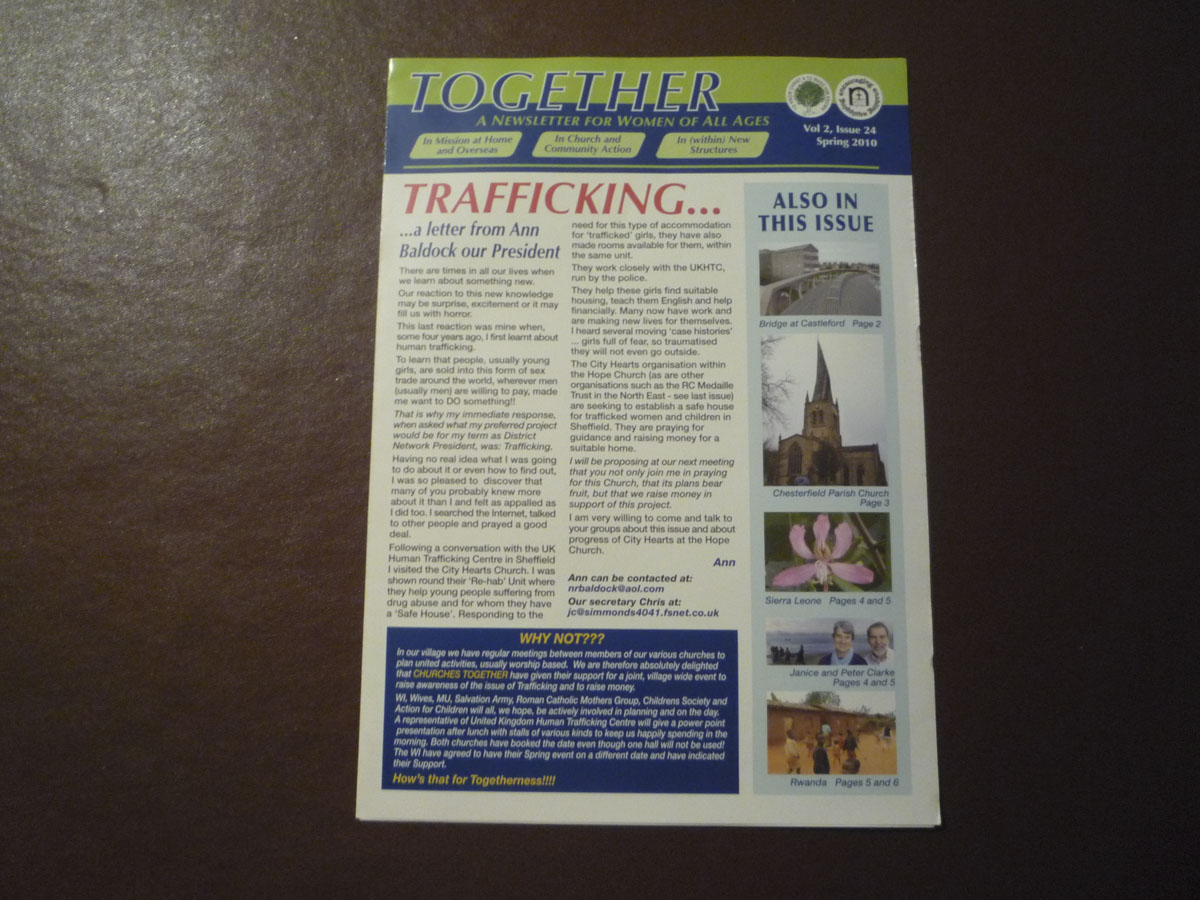 TOGETHER
A NEWSLETTER FOR WOMEN OF ALL AGES
In Mission at Home
and Overseas
In Church and
Community Action
In (within) New
Structures
Vol 2, Issue 24
Spring 2010
TRAFFICKING...
...a letter from Ann
Baldock our President
There are times in all our lives when
we learn about something new.
Our reaction to this new knowledge
may be surprise, excitement or it may
fill us with horror.
This last reaction was mine when,
some four years ago, I first learnt about
human trafficking.
To learn that people, usually young
girls, are sold into this form of sex
trade around the world, wherever men
(usually men) are willing to pay, made
me want to DO something!!
That is why my immediate response,
when asked what my preferred project
would be for my term as District
Network President, was: Trafficking.
Having no real idea what I was going
to do about it or even how to find out,
I was so pleased to discover that
many of you probably knew more
about it than I and felt as appalled as
I did too. I searched the Internet, talked
to other people and prayed a good
deal.
Following a conversation with the UK
Human Trafficking Centre in Sheffield
I visited the City Hearts Church. I was
shown round their 'Re-hab' Unit where
they help young people suffering from
drug abuse and for whom they have
a 'Safe House'. Responding to the
need for this type of accommodation
for 'trafficked' girls, they have also
made rooms available for them, within
the same unit.
They work closely with the UKHTC,
run by the police.
They help these girls find suitable
housing, teach them English and help
financially. Many now have work and
are making new lives for themselves.
I heard several moving 'case histories'
... girls full of fear, so traumatised
they will not even go outside.
The City Hearts organisation within
the Hope Church (as are other
organisations such as the RC Medaille
Trust in the North East - see last issue)
are seeking to establish a safe house
for trafficked women and children in
Sheffield. They are praying for
guidance and raising money for a
suitable home.
I will be proposing at our next meeting
that you not only join me in praying
for this Church, that its plans bear
fruit, but that we raise money in
support of this project.
I am very willing to come and talk to
your groups about this issue and about
progress of City Hearts at the Hope
Church.
Ann
Ann can be contacted at:
nrbaldock@aol.com
Our secretary Chris at:
jc@simmonds4041.fsnet.co.uk
WHY NOT???
In our village we have regular meetings between members of our various churches to
plan united activities, usually worship based. We are therefore absolutely delighted
that CHURCHES TOGETHER have given their support for a joint, village wide event to
raise awareness of the issue of Trafficking and to raise money.
WI, Wives, MU, Salvation Army, Roman Catholic Mothers Group, Childrens Society and
Action for Children will all, we hope, be actively involved in planning and on the day.
A representative of United Kingdom Human Trafficking Centre will give a power point
presentation after lunch with stalls of various kinds to keep us happily spending in the
morning. Both churches have booked the date even though one hall will not be used!
The WI have agreed to have their Spring event on a different date and have indicated
their Support.
How's that for Togetherness!!!!
ALSO IN
THIS ISSUE
Bridge at Castleford Page 2
Chesterfield Parish Church
Page 3
Sierra Leone Pages 4 and 5
Janice and Peter Clarke
Pages 4 and 5
Rwanda Pages 5 and 6